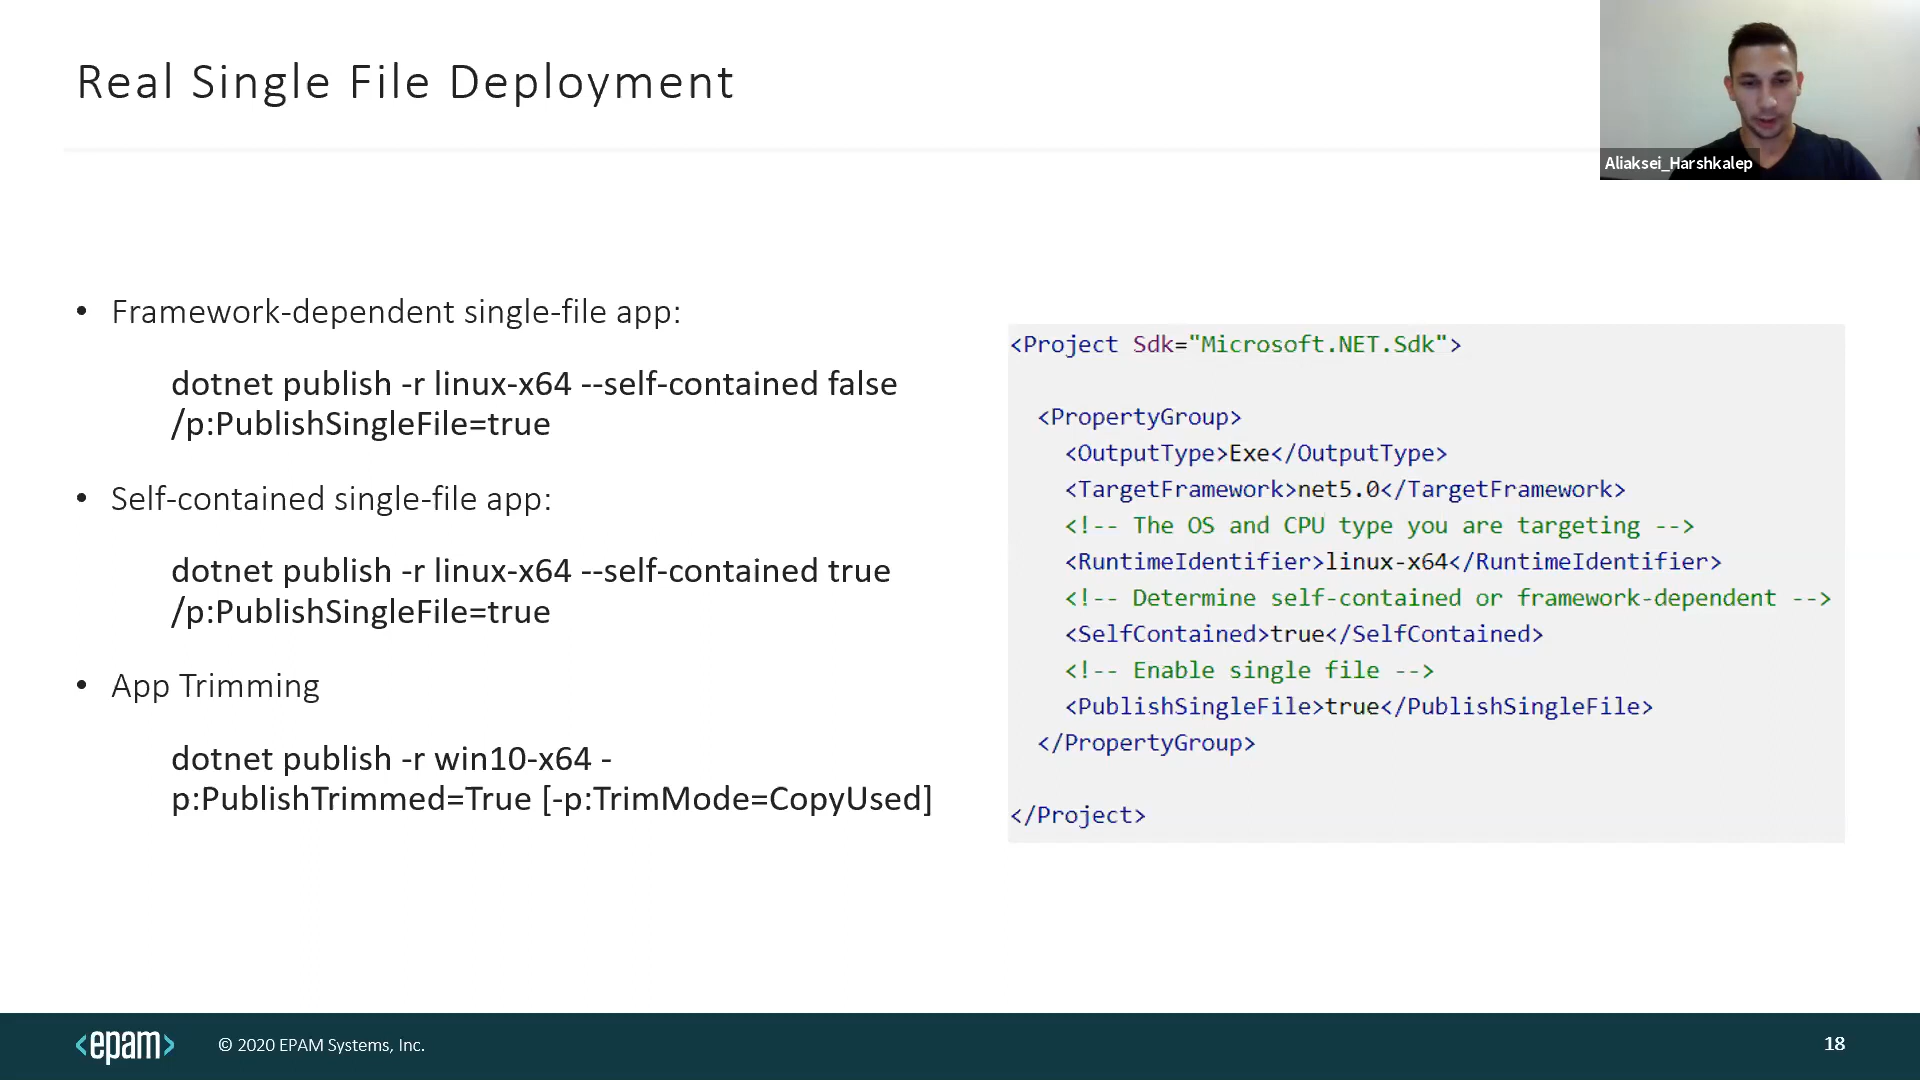 Real Single File Deployment
Aliaksei_Harshkalep
• Framework-dependent single-file app:
dotnet publish -r linux-x64 --self-contained false
/p:PublishSingleFile=true
• Self-contained single-file app:
dotnet publish -r linux-x64 --self-contained true
/p:PublishSingleFile=true
• App Trimming
dotnet publish -r win10-x64 -
p:PublishTrimmed=True [-p:TrimMode=CopyUsed]
<Project Sdk="Microsoft.NET.Sdk">
<PropertyGroup>
<OutputType>Exe</OutputType>
<TargetFramework>net5.0</TargetFramework>
<!-- The OS and CPU type you are targeting -->
<RuntimeIdentifier>linux-x64</RuntimeIdentifier>
<!-- Determine self-contained or framework-dependent -->
<SelfContained>true</SelfContained>
<!-- Enable single file -->
<PublishSingleFile>true</PublishSingleFile>
</PropertyGroup>
</Project>
<epam>
© 2020 EPAM Systems, Inc.
18